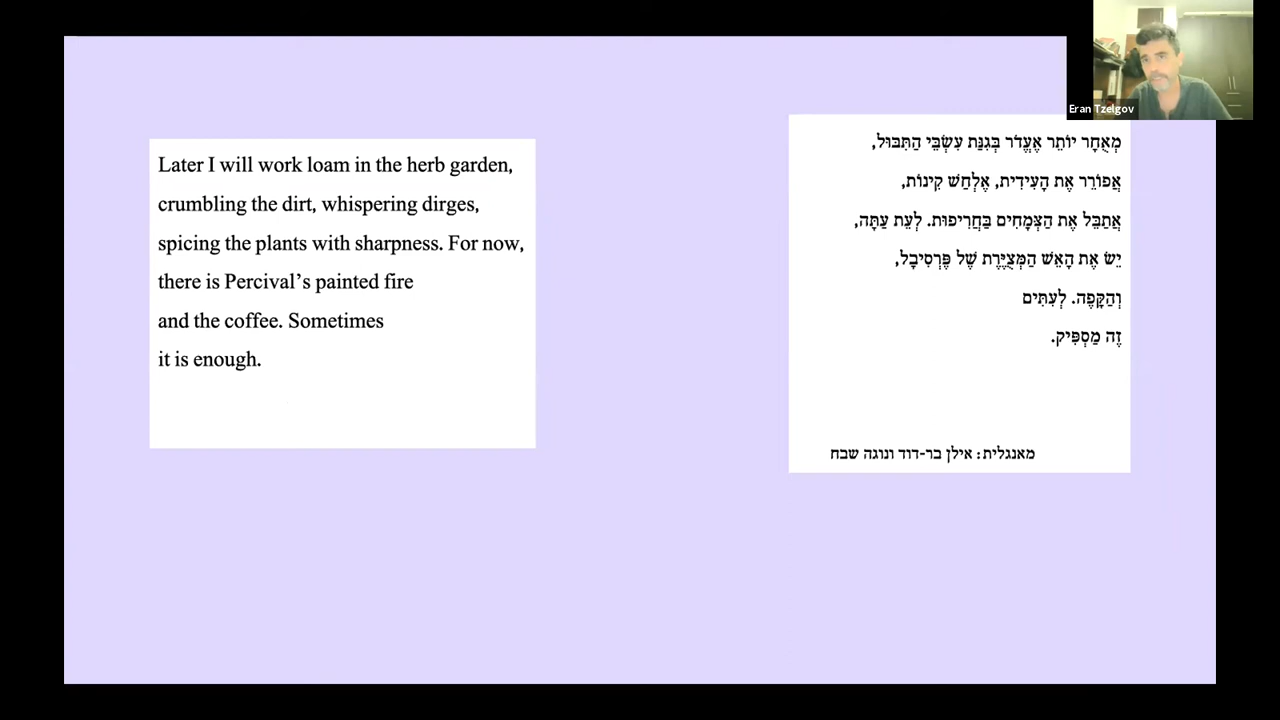 Eran Tzelgov
Later I will work loam in the herb garden,
crumbling the dirt, whispering dirges,
spicing the plants with sharpness. For now,
there is Percival’s painted fire
and the coffee. Sometimes
it is enough.
מְאֻחָר יוֹתֵר אֶעֱדֹר בְּגִנַּת עִשְׂבֵּי הַתִּבּוּל,
אֲפוֹרֵר אֶת הָעִידִית, אֶלְחַשׁ קִינוֹת,
אֲתַבֵּל אֶת הַצְּמָחִים בַּחֲרִיפוּת. לְעֵת עַתָּה,
יֵשׁ אֶת הָאֵשׁ הַמְּצֻיֶּרֶת שֶׁל פֶּרְסִיבָל,
וְהַקָּפֶה. לְעִתִּים
זֶה מַסְפִּיק.
מאנגלית: אילן בר-דוד ונוגה שבח